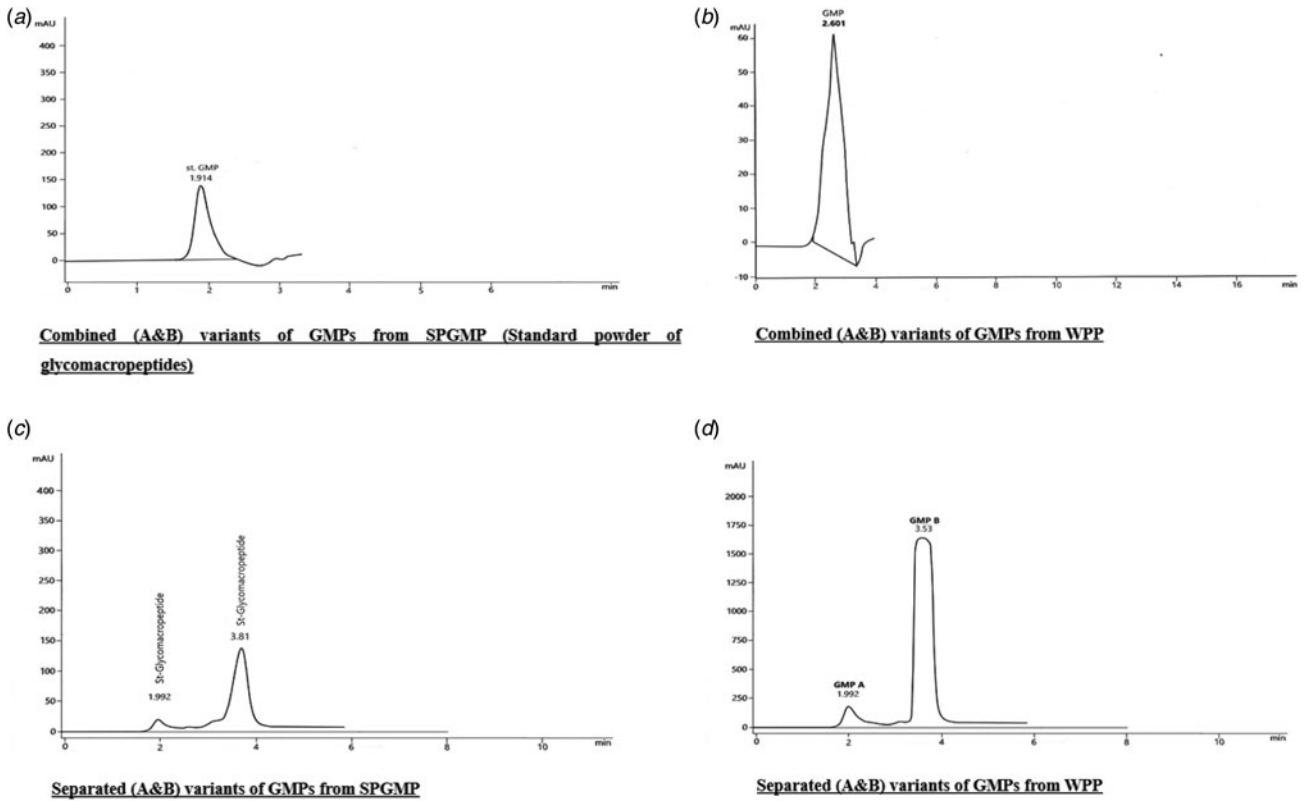 (a)
mAU
400
350
300
250
200
150
100
50
0
st. GMP
1.914
0 1 2 3 4 5 6 min
Combined (A&B) variants of GMPs from SPGMP (Standard powder of
glycomacropeptides)
(b)
mAU
60
50
40
30
20
10
0
-10
GMP
2.601
0 2 4 6 8 10 12 14 16 min
Combined (A&B) variants of GMPs from WPP
(c)
mAU
400
350
300
250
200
150
100
50
0
St-Glycomacropeptide
1.992
St-Glycomacropeptide
3.81
0 2 4 6 8 10 min
Separated (A&B) variants of GMPs from SPGMP
(d)
mAU
2000
1750
1500
1250
1000
750
500
250
0
GMP A
1.992
GMP B
3.53
0 2 4 6 8 10 min
Separated (A&B) variants of GMPs from WPP